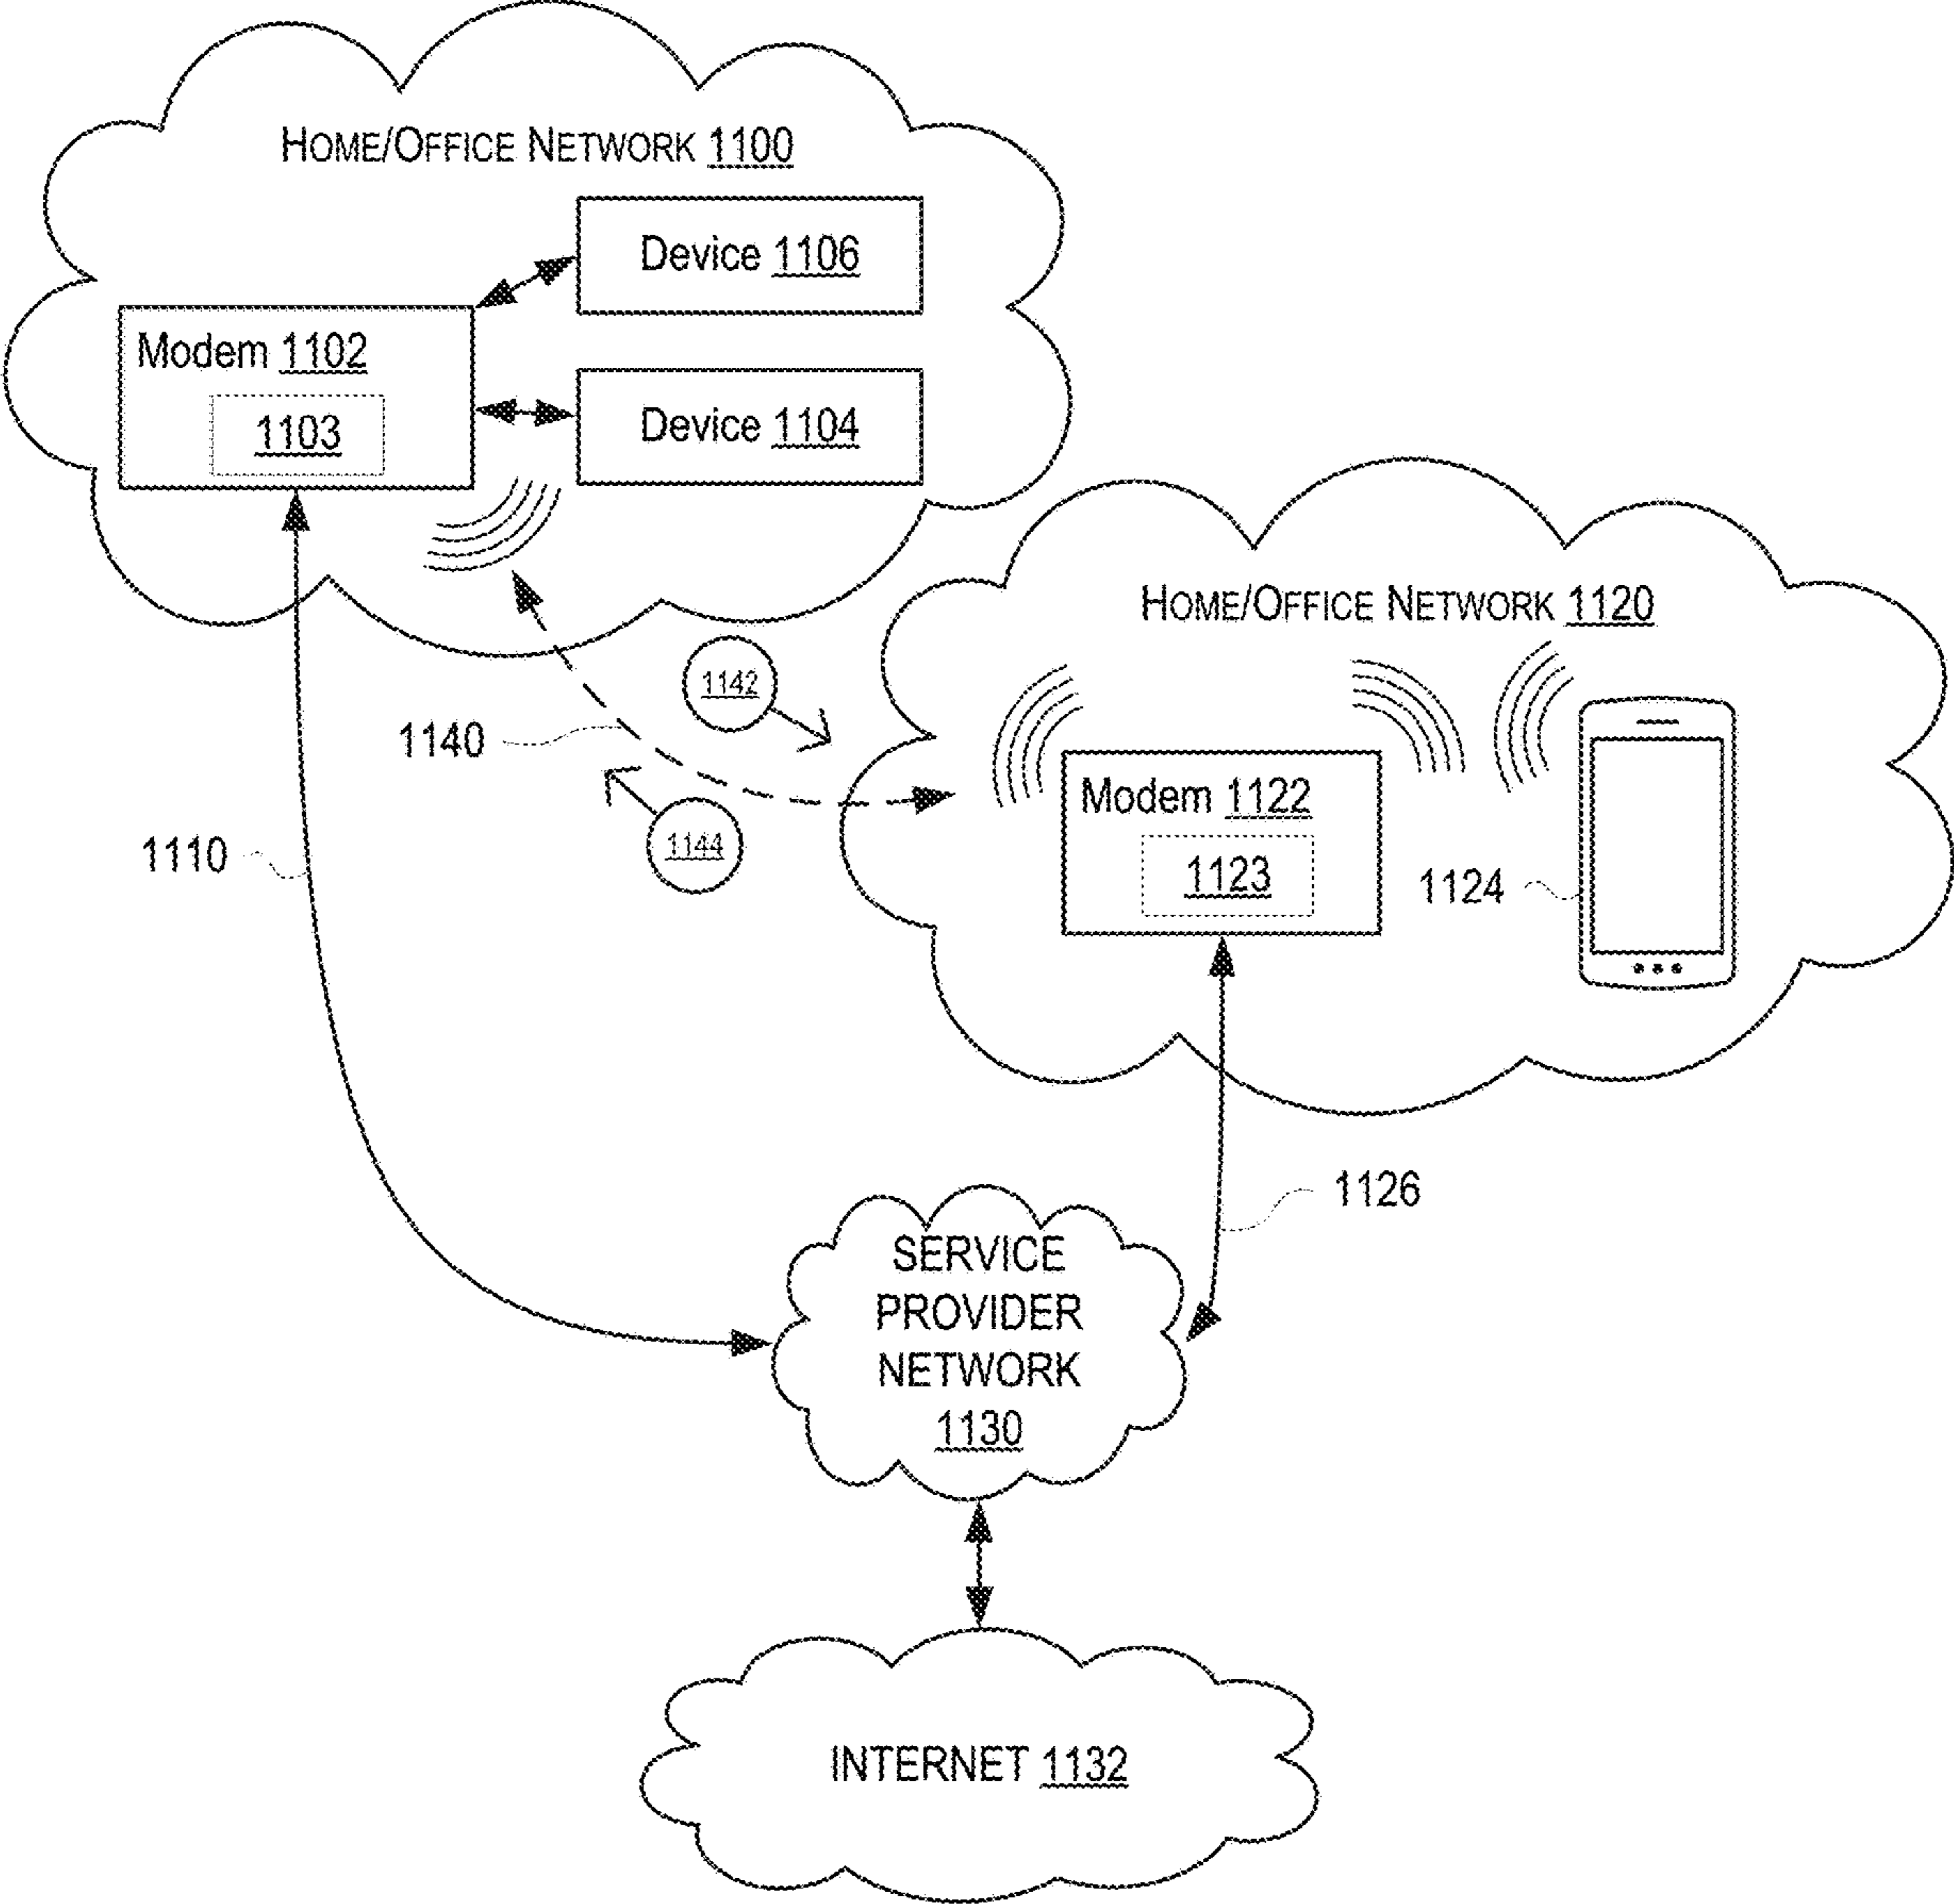 HOME/OFFICE NETWORK 1100
Device 1106
Modem 1102
1103
Device 1104
HOME/OFFICE NETWORK 1120
1142
1140
1144
Modem 1122
1123
1110
1124
1126
SERVICE
PROVIDER
NETWORK
1130
INTERNET 1132